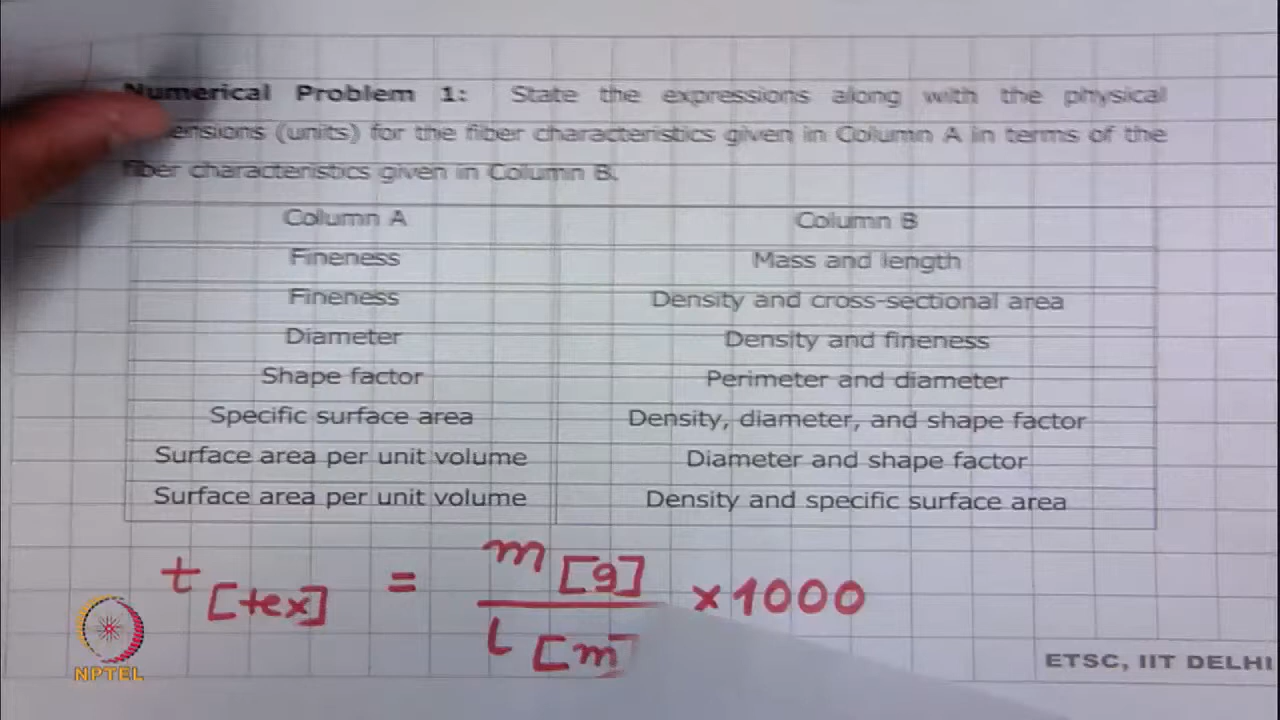 Numerical Problem 1: State the expressions along with the physical
(units) for the fiber characteristics given in Column A in terms of the
fiber characteristics given in Column B.
Column A Column B
Fineness Mass and length
Fineness Density and cross-sectional area
Diameter Density and fineness
Shape factor Perimeter and diameter
Specific surface area Density, diameter, and shape factor
Surface area per unit volume Diameter and shape factor
Surface area per unit volume Density and specific surface area
t [tex] = m [g] / l [m] × 1000
NPTEL
ETSC, IIT DELHI